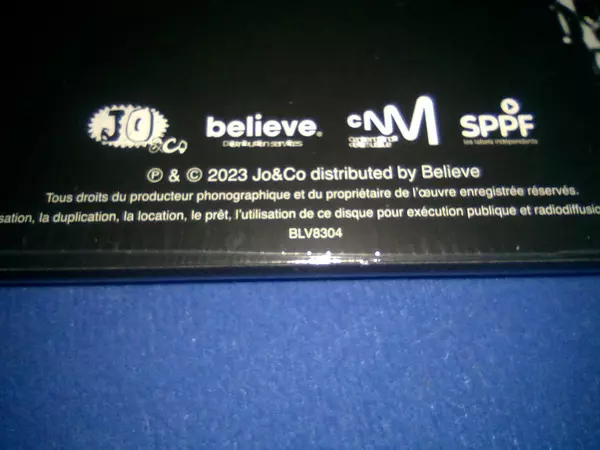 JO &Co
believe.
Distribution services
CNM
SPPF
les labels indépendants
℗ & © 2023 Jo&Co distributed by Believe
Tous droits du producteur phonographique et du propriétaire de l'œuvre enregistrée réservés.
sation, la duplication, la location, le prêt, l'utilisation de ce disque pour exécution publique et radiodiffusio
BLV8304